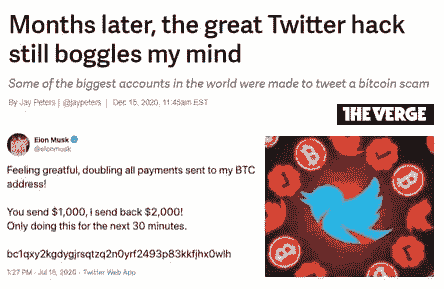 Months later, the great Twitter hack
still boggles my mind
Some of the biggest accounts in the world were made to tweet a bitcoin scam
By Jay Peters | @jaypeters | Dec 15, 2020, 11:45am EST
THE VERGE
Elon Musk
@elonmusk
Feeling greatful, doubling all payments sent to my BTC
address!
You send $1,000, I send back $2,000!
Only doing this for the next 30 minutes.
bc1qxy2kgdygjrsqtzq2n0yrf2493p83kkfjhx0wlh
1:27 PM · Jul 15, 2020 · Twitter Web App